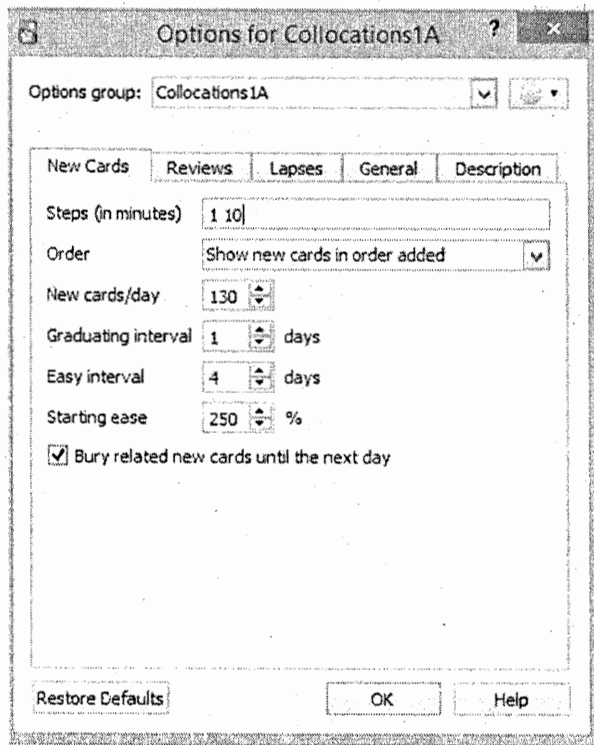 Options for Collocations1A ?
Options group: Collocations1A
New Cards Reviews Lapses General Description
Steps (in minutes) 1 10
Order Show new cards in order added
New cards/day 130
Graduating interval 1 days
Easy interval 4 days
Starting ease 250 %
Bury related new cards until the next day
Restore Defaults OK Help